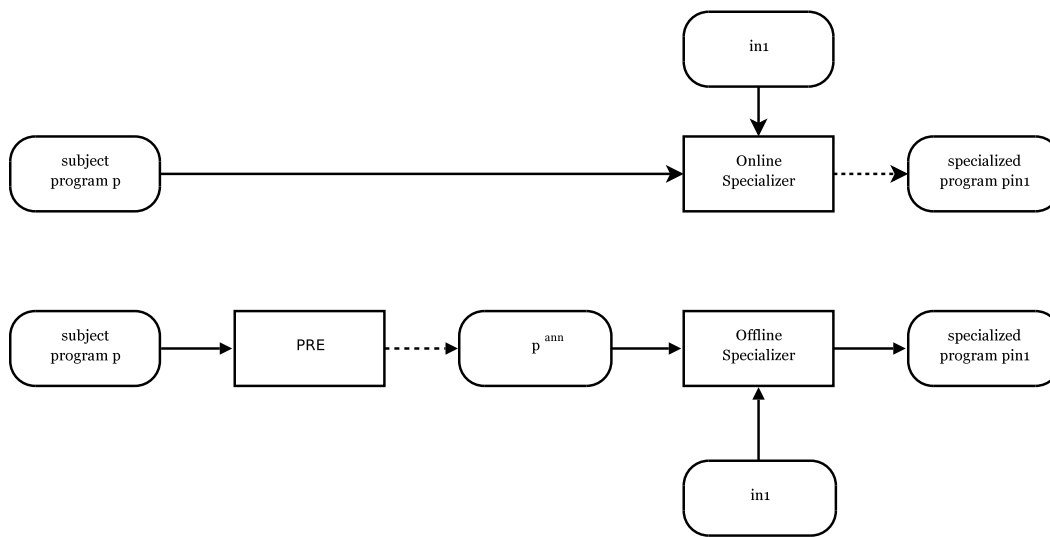 in1
subject
program p
Online
Specializer
specialized
program pin1
subject
program p
PRE
p ann
Offline
Specializer
specialized
program pin1
in1